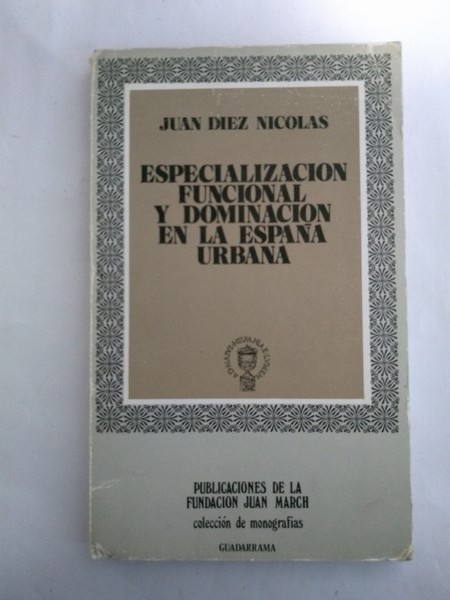 JUAN DIEZ NICOLAS
ESPECIALIZACION
FUNCIONAL
Y DOMINACION
EN LA ESPAÑA
URBANA
PUBLICACIONES DE LA
FUNDACION JUAN MARCH
colección de monografías
GUADARRAMA